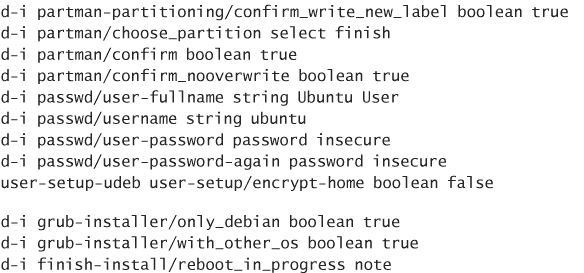 d-i partman-partitioning/confirm_write_new_label boolean true
d-i partman/choose_partition select finish
d-i partman/confirm boolean true
d-i partman/confirm_nooverwrite boolean true
d-i passwd/user-fullname string Ubuntu User
d-i passwd/username string ubuntu
d-i passwd/user-password password insecure
d-i passwd/user-password-again password insecure
user-setup-udeb user-setup/encrypt-home boolean false
d-i grub-installer/only_debian boolean true
d-i grub-installer/with_other_os boolean true
d-i finish-install/reboot_in_progress note